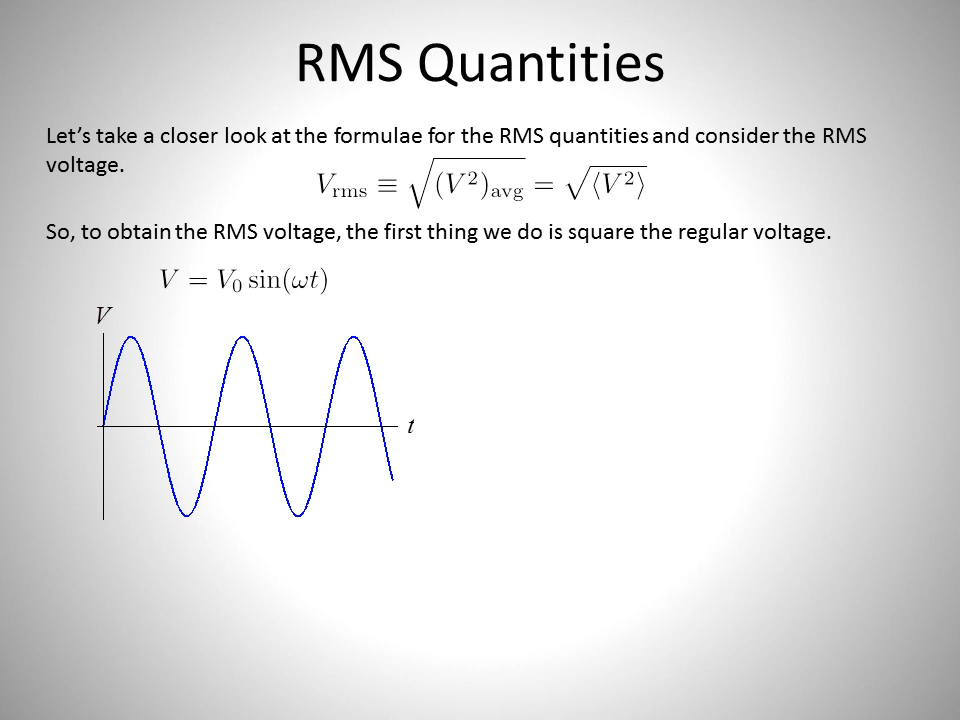 RMS Quantities
Let’s take a closer look at the formulae for the RMS quantities and consider the RMS
voltage.
V_rms ≡ √(V²)_avg = √⟨V²⟩
So, to obtain the RMS voltage, the first thing we do is square the regular voltage.
V = V₀ sin(ωt)
V
t